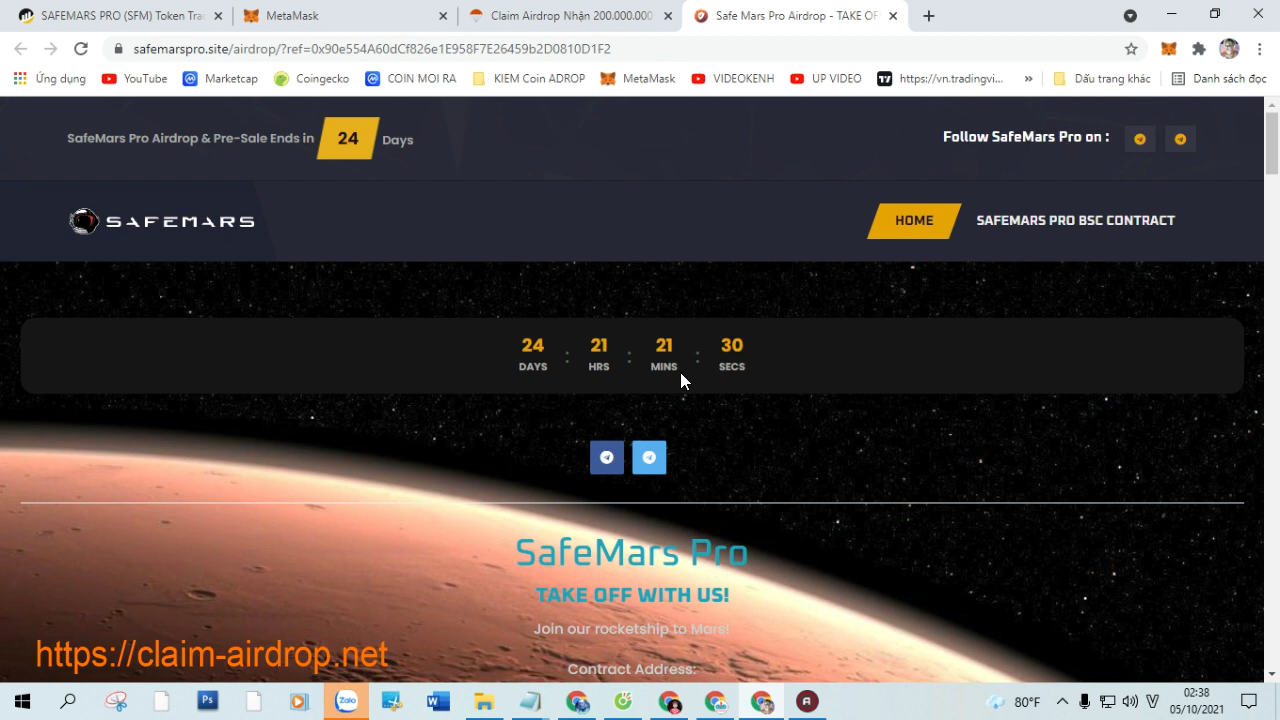 SAFEMARS PRO (SFM) Token Trac
MetaMask
Claim Airdrop Nhận 200.000.000
Safe Mars Pro Airdrop - TAKE OF
safemarspro.site/airdrop/?ref=0x90e554A60dCf826e1E958F7E26459b2D0810D1F2
Ứng dụng
YouTube
Marketcap
Coingecko
COIN MOI RA
KIEM Coin ADROP
MetaMask
VIDEOKENH
UP VIDEO
https://vn.tradingvi...
»
Dấu trang khác
Danh sách đọc
SafeMars Pro Airdrop & Pre-Sale Ends in 24 Days
Follow SafeMars Pro on :
SAFEMARS
HOME
SAFEMARS PRO BSC CONTRACT
24 : 21 : 21 : 30
DAYS HRS MINS SECS
SafeMars Pro
TAKE OFF WITH US!
Join our rocketship to Mars!
Contract Address:
https://claim-airdrop.net
Ps
Zalo
80°F
02:38
05/10/2021